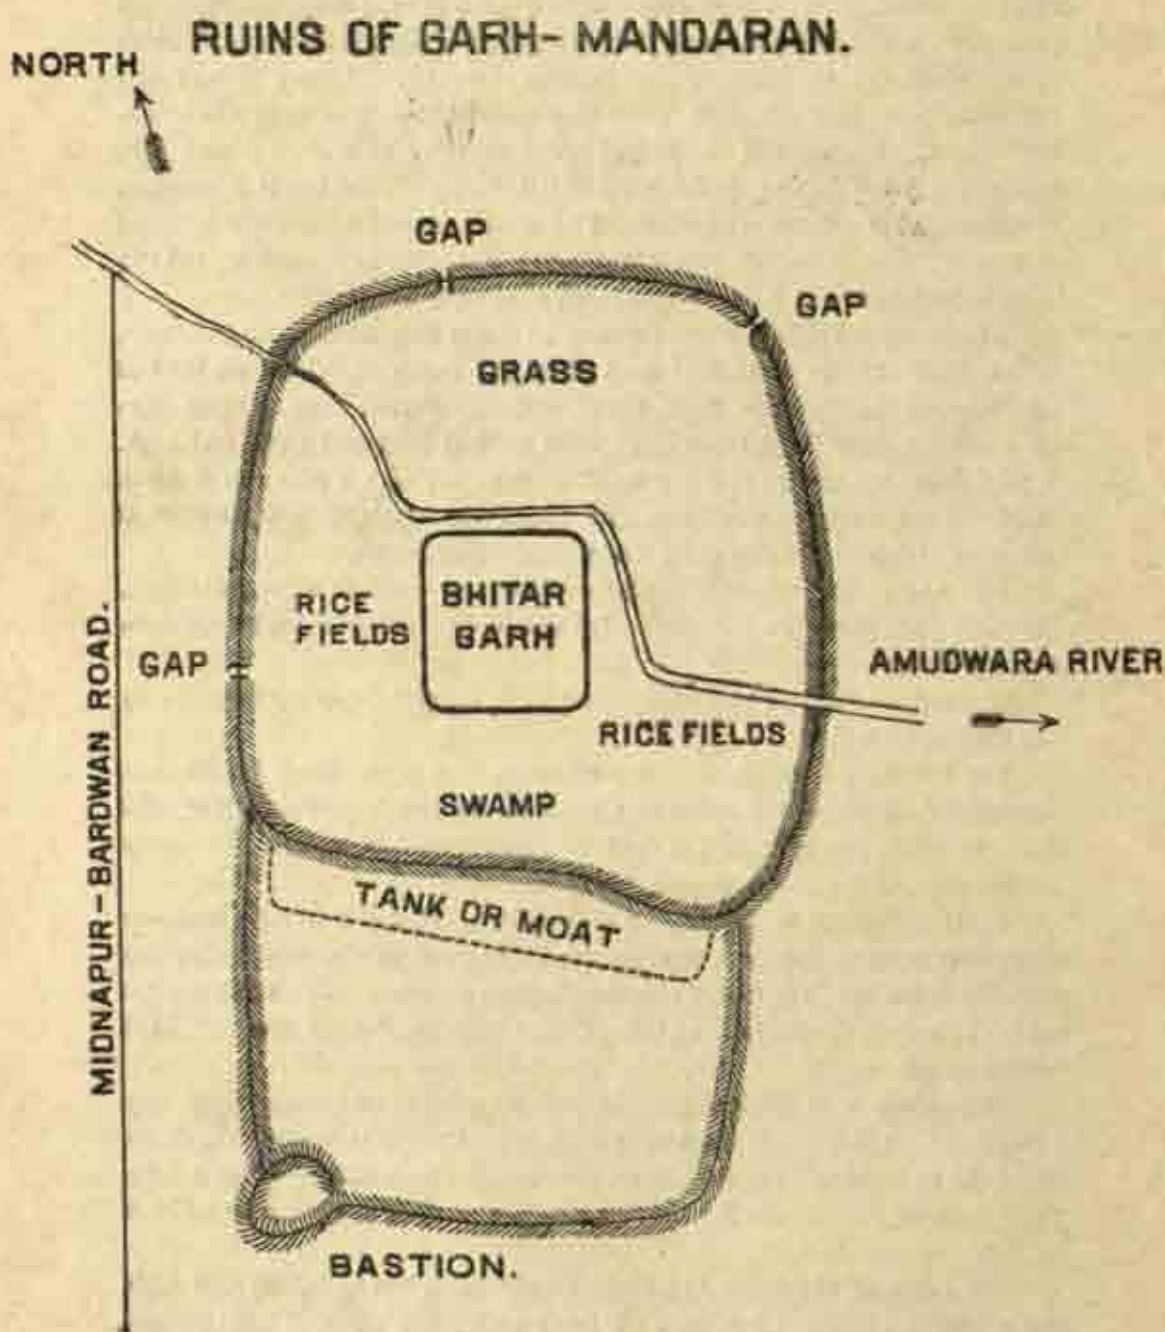 RUINS OF GARH-MANDARAN.
NORTH
GAP
GAP
GRASS
RICE
FIELDS
BHITAR
GARH
GAP
AMUDWARA RIVER
RICE FIELDS
SWAMP
TANK OR MOAT
MIDNAPUR-BARDWAN ROAD.
BASTION.